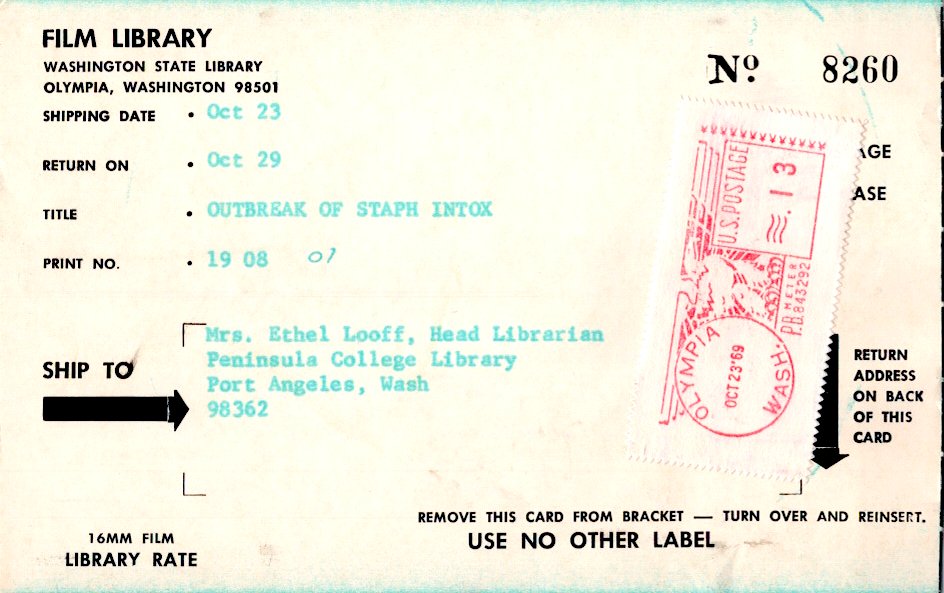 FILM LIBRARY
WASHINGTON STATE LIBRARY
OLYMPIA, WASHINGTON 98501
Nº 8260
SHIPPING DATE • Oct 23
RETURN ON • Oct 29
TITLE • OUTBREAK OF STAPH INTOX
PRINT NO. • 19 08 07
AGE
ASE
U.S. POSTAGE
.13
P.B. METER 843292
OLYMPIA WASH.
OCT 23 '69
SHIP TO
Mrs. Ethel Looff, Head Librarian
Peninsula College Library
Port Angeles, Wash
98362
RETURN
ADDRESS
ON BACK
OF THIS
CARD
REMOVE THIS CARD FROM BRACKET — TURN OVER AND REINSERT.
USE NO OTHER LABEL
16MM FILM
LIBRARY RATE